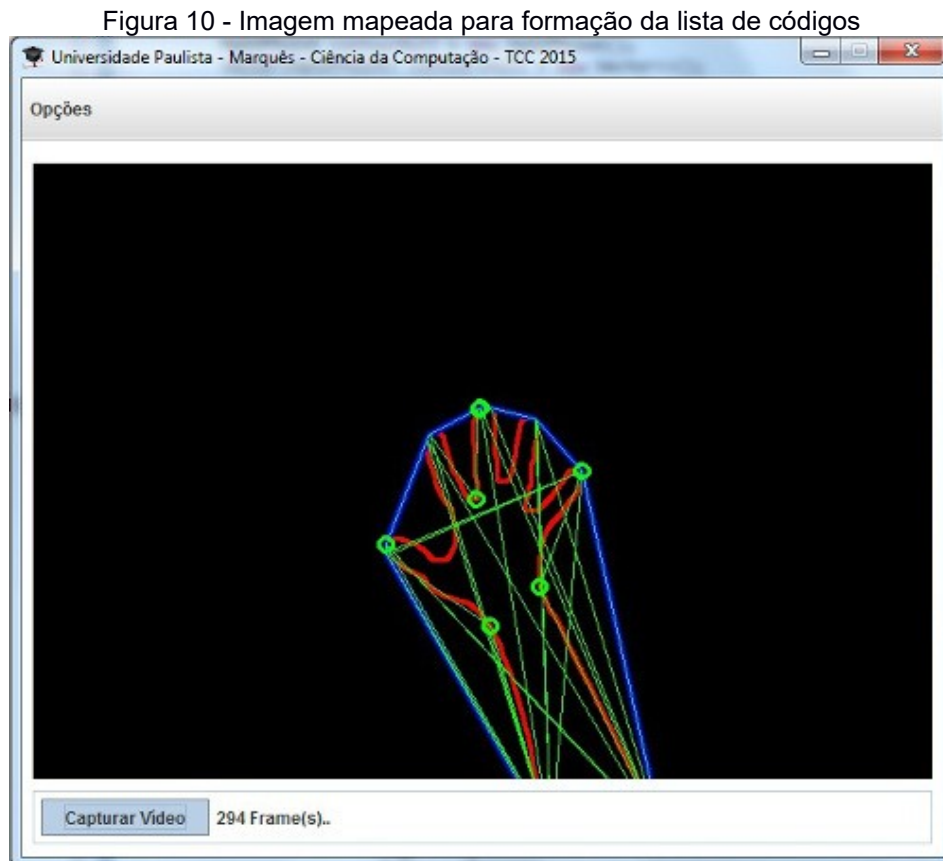 Figura 10 - Imagem mapeada para formação da lista de códigos
Universidade Paulista - Marquês - Ciência da Computação - TCC 2015
Opções
Capturar Vídeo 294 Frame(s)..